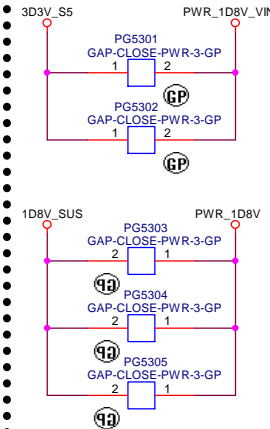 3D3V_S5 PWR_1D8V_VIN
PG5301
GAP-CLOSE-PWR-3-GP
1 2
GP
PG5302
GAP-CLOSE-PWR-3-GP
1 2
GP
1D8V_SUS PWR_1D8V
PG5303
GAP-CLOSE-PWR-3-GP
2 1
GP
PG5304
GAP-CLOSE-PWR-3-GP
2 1
GP
PG5305
GAP-CLOSE-PWR-3-GP
2 1
GP